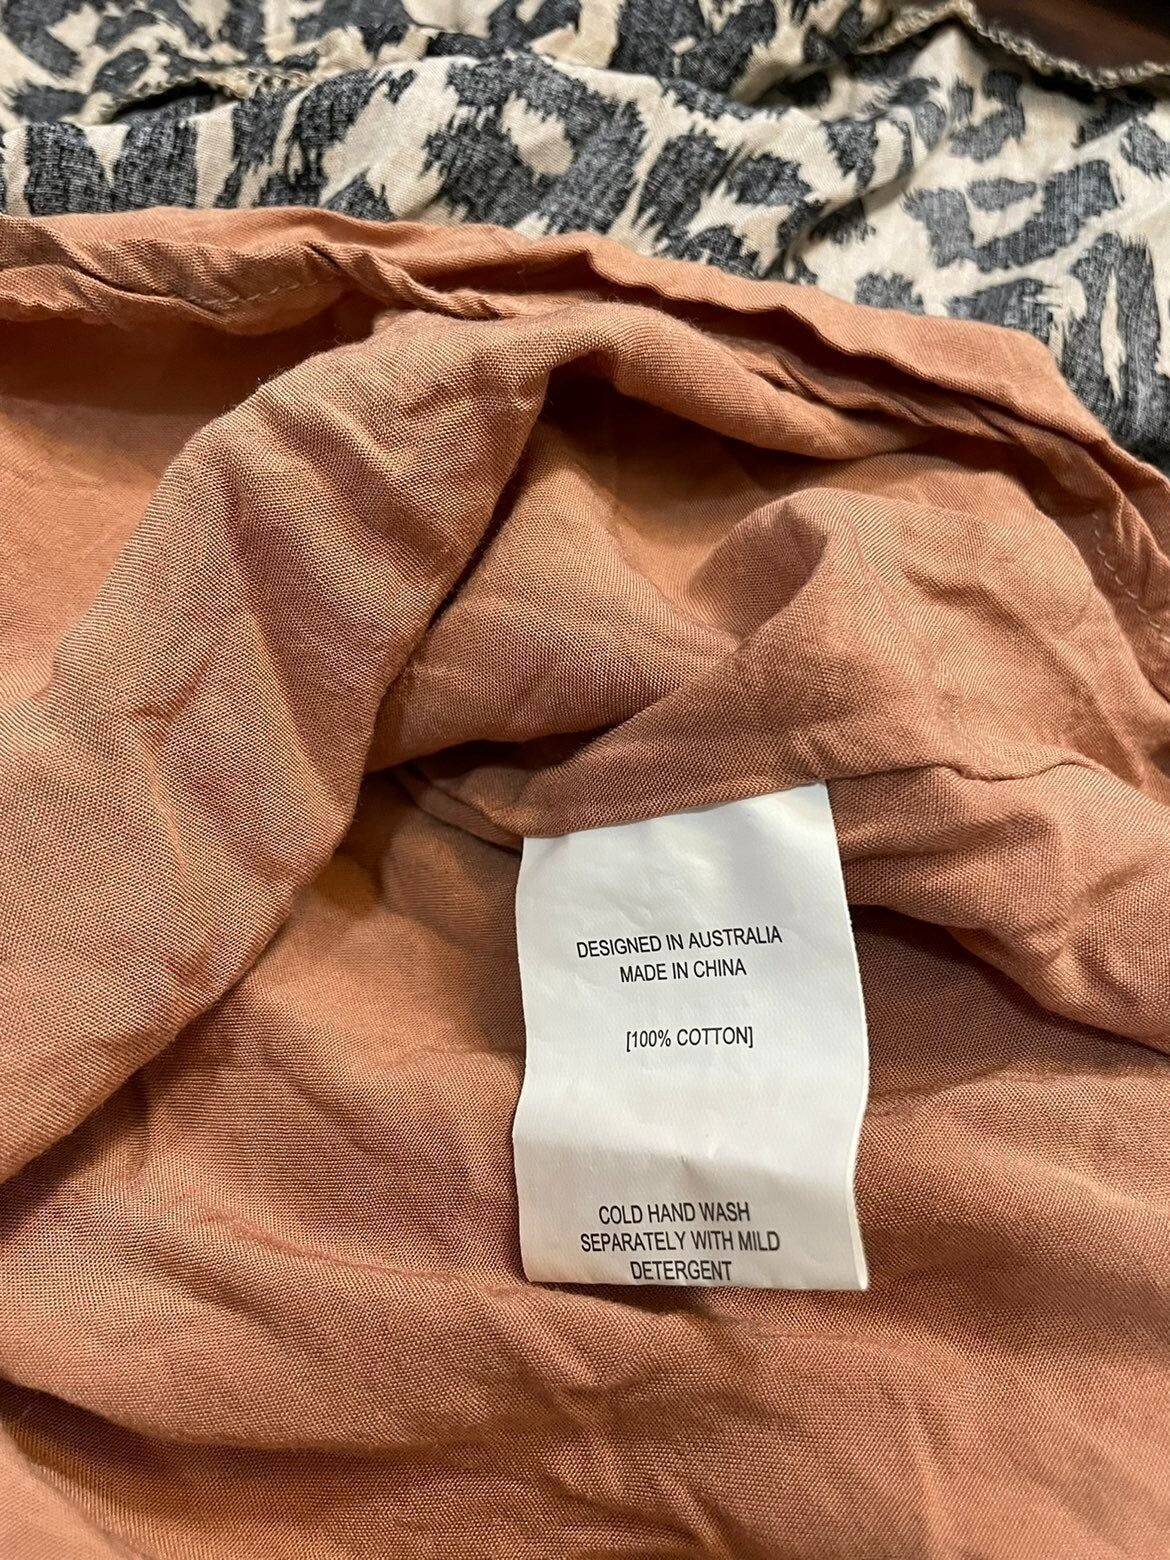 DESIGNED IN AUSTRALIA
MADE IN CHINA
[100% COTTON]
COLD HAND WASH
SEPARATELY WITH MILD
DETERGENT